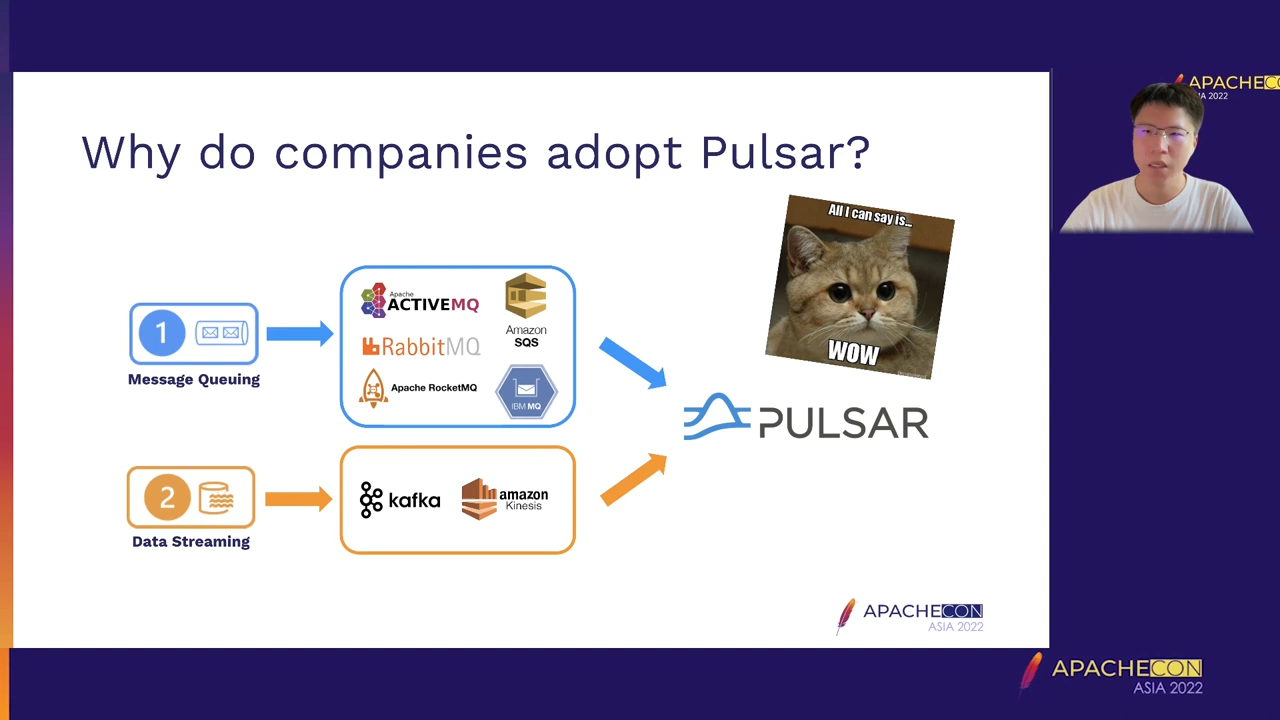 Why do companies adopt Pulsar?
APACHECON
IA 2022
All I can say is...
WOW
1
Message Queuing
Apache
ACTIVEMQ
Amazon
SQS
RabbitMQ
Apache RocketMQ
IBM MQ
PULSAR
2
Data Streaming
kafka
amazon
Kinesis
APACHECON
ASIA 2022
APACHECON
ASIA 2022